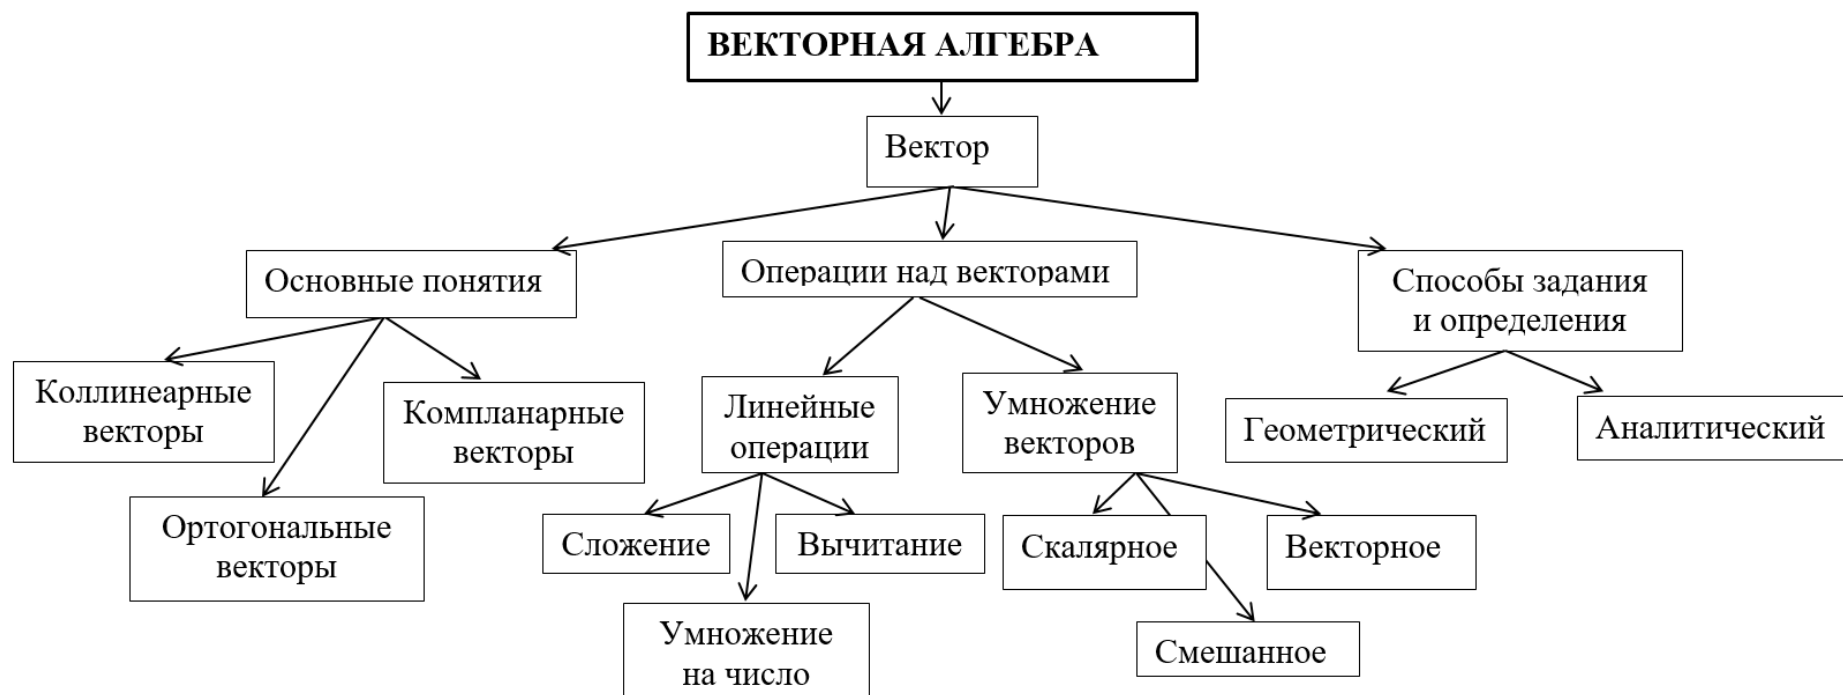 ВЕКТОРНАЯ АЛГЕБРА
Вектор
Основные понятия
Операции над векторами
Способы задания
и определения
Коллинеарные
векторы
Компланарные
векторы
Ортогональные
векторы
Линейные
операции
Умножение
векторов
Геометрический
Аналитический
Сложение
Вычитание
Умножение
на число
Скалярное
Векторное
Смешанное